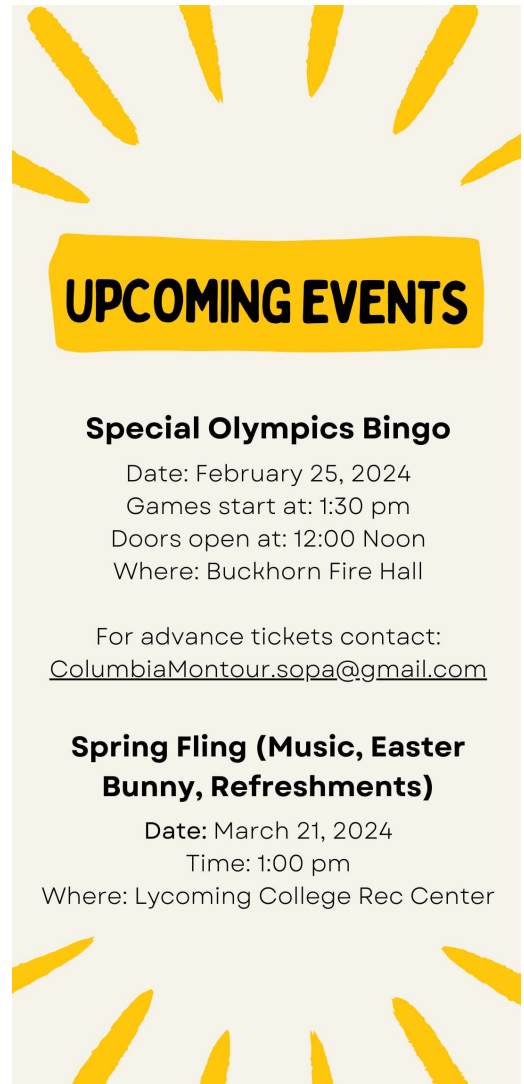 UPCOMING EVENTS
Special Olympics Bingo
Date: February 25, 2024
Games start at: 1:30 pm
Doors open at: 12:00 Noon
Where: Buckhorn Fire Hall
For advance tickets contact:
ColumbiaMontour.sopa@gmail.com
Spring Fling (Music, Easter
Bunny, Refreshments)
Date: March 21, 2024
Time: 1:00 pm
Where: Lycoming College Rec Center